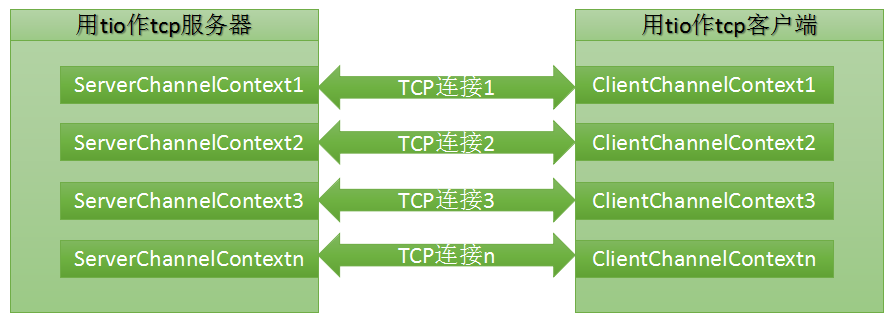 用tio作tcp服务器
用tio作tcp客户端
ServerChannelContext1
TCP连接1
ClientChannelContext1
ServerChannelContext2
TCP连接2
ClientChannelContext2
ServerChannelContext3
TCP连接3
ClientChannelContext3
ServerChannelContextn
TCP连接n
ClientChannelContextn